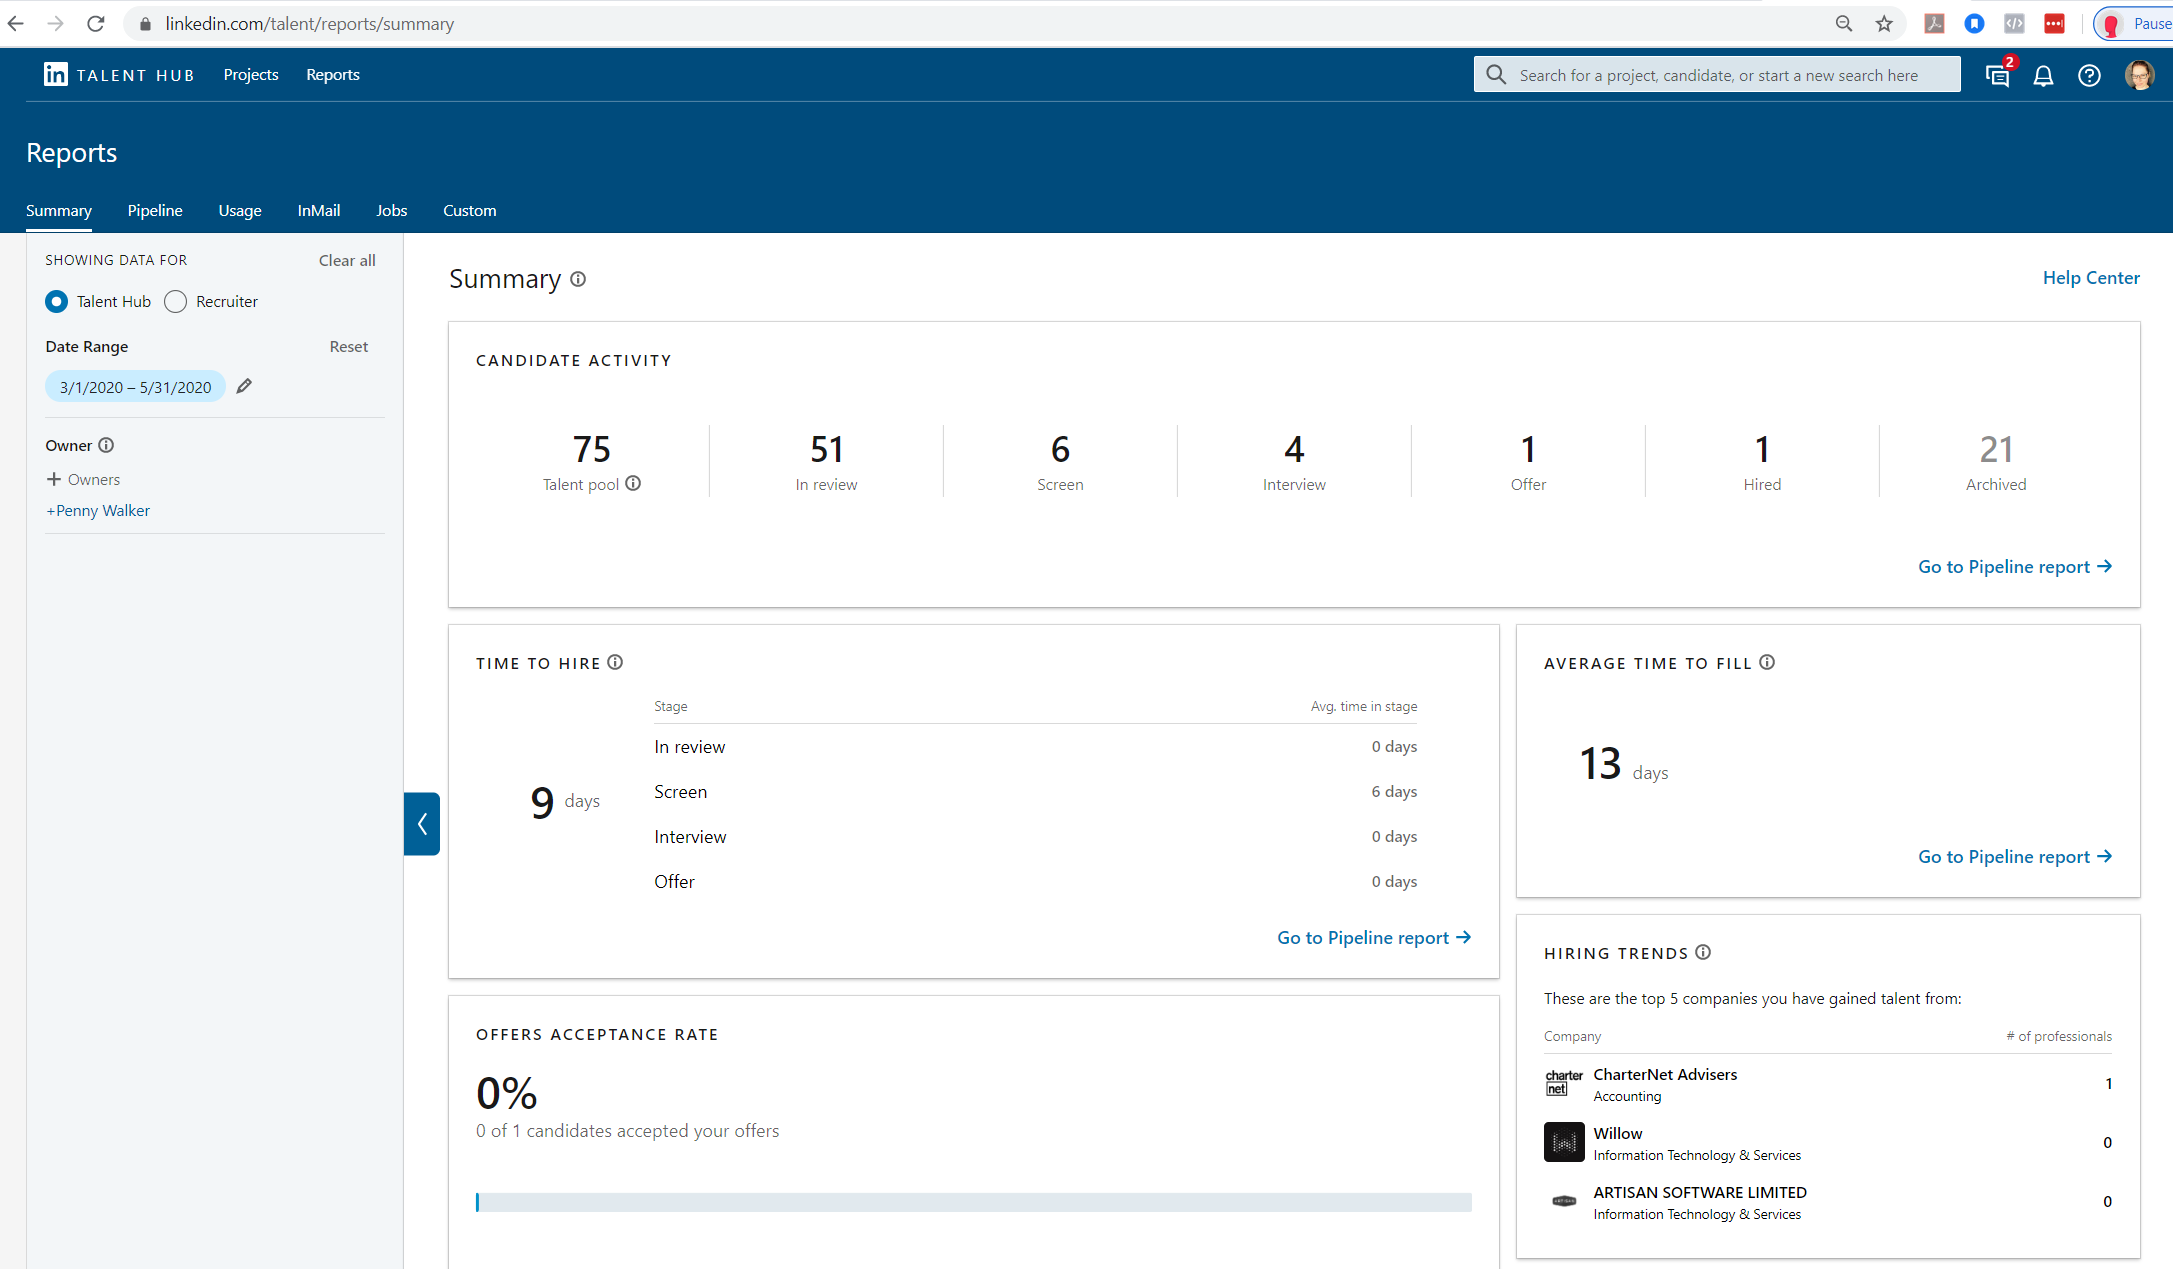 linkedin.com/talent/reports/summary
Pause
in TALENT HUB Projects Reports
Search for a project, candidate, or start a new search here
2
Reports
Summary Pipeline Usage InMail Jobs Custom
SHOWING DATA FOR Clear all
Talent Hub Recruiter
Date Range Reset
3/1/2020 – 5/31/2020
Owner
+ Owners
+Penny Walker
Summary
Help Center
CANDIDATE ACTIVITY
75 51 6 4 1 1 21
Talent pool In review Screen Interview Offer Hired Archived
Go to Pipeline report →
TIME TO HIRE
9 days
Stage Avg. time in stage
In review 0 days
Screen 6 days
Interview 0 days
Offer 0 days
Go to Pipeline report →
AVERAGE TIME TO FILL
13 days
Go to Pipeline report →
OFFERS ACCEPTANCE RATE
0%
0 of 1 candidates accepted your offers
HIRING TRENDS
These are the top 5 companies you have gained talent from:
Company # of professionals
charter
net
CharterNet Advisers
Accounting
1
Willow
Information Technology & Services
0
ARTISAN SOFTWARE LIMITED
Information Technology & Services
0